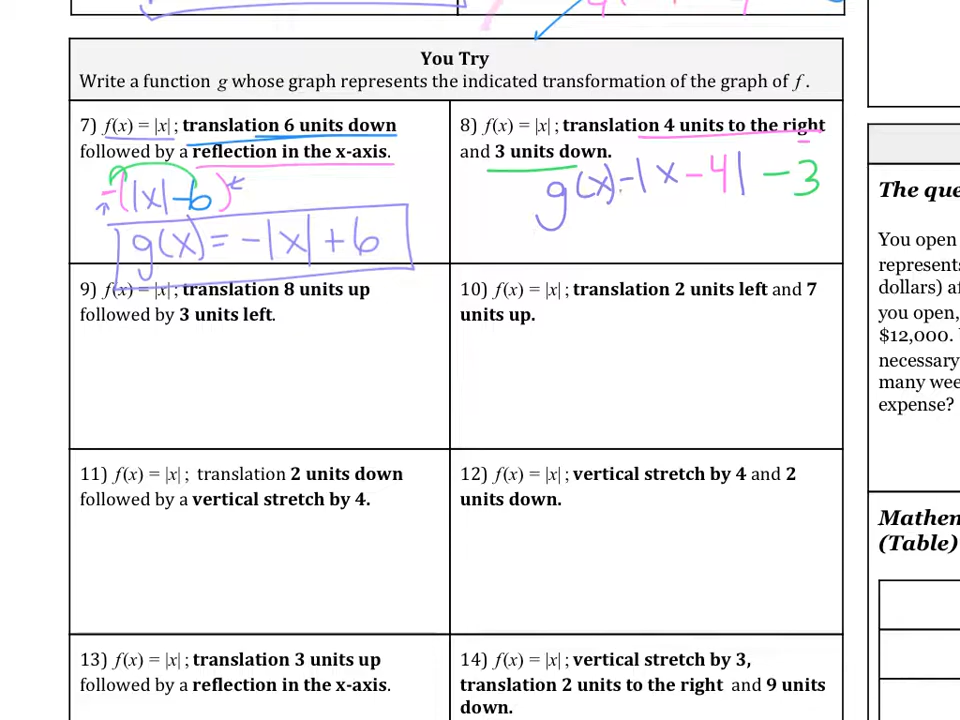 You Try
Write a function g whose graph represents the indicated transformation of the graph of f.
7) f(x) = |x|; translation 6 units down
followed by a reflection in the x-axis.
-(|x| -6)
g(x) = -|x| + 6
8) f(x) = |x|; translation 4 units to the right
and 3 units down.
g(x)-|x -4| -3
9) f(x) = |x|; translation 8 units up
followed by 3 units left.
10) f(x) = |x|; translation 2 units left and 7
units up.
11) f(x) = |x|; translation 2 units down
followed by a vertical stretch by 4.
12) f(x) = |x|; vertical stretch by 4 and 2
units down.
13) f(x) = |x|; translation 3 units up
followed by a reflection in the x-axis.
14) f(x) = |x|; vertical stretch by 3,
translation 2 units to the right and 9 units
down.
The que
You open
represents
dollars) a
you open,
$12,000.
necessary
many wee
expense?
Mathem
(Table)